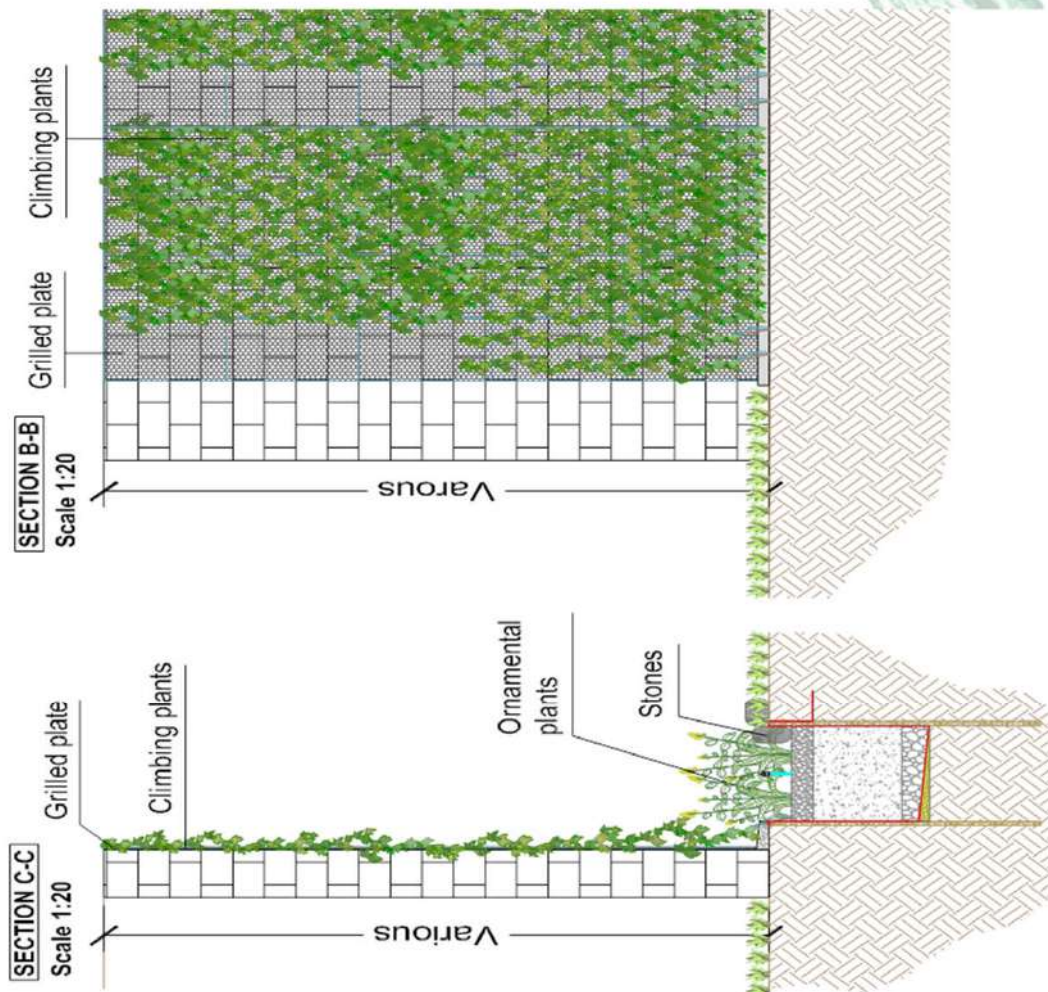 SECTION C-C
Scale 1:20
Grilled plate
Climbing plants
Ornamental
plants
Stones
Various
SECTION B-B
Scale 1:20
Grilled plate
Climbing plants
Varous